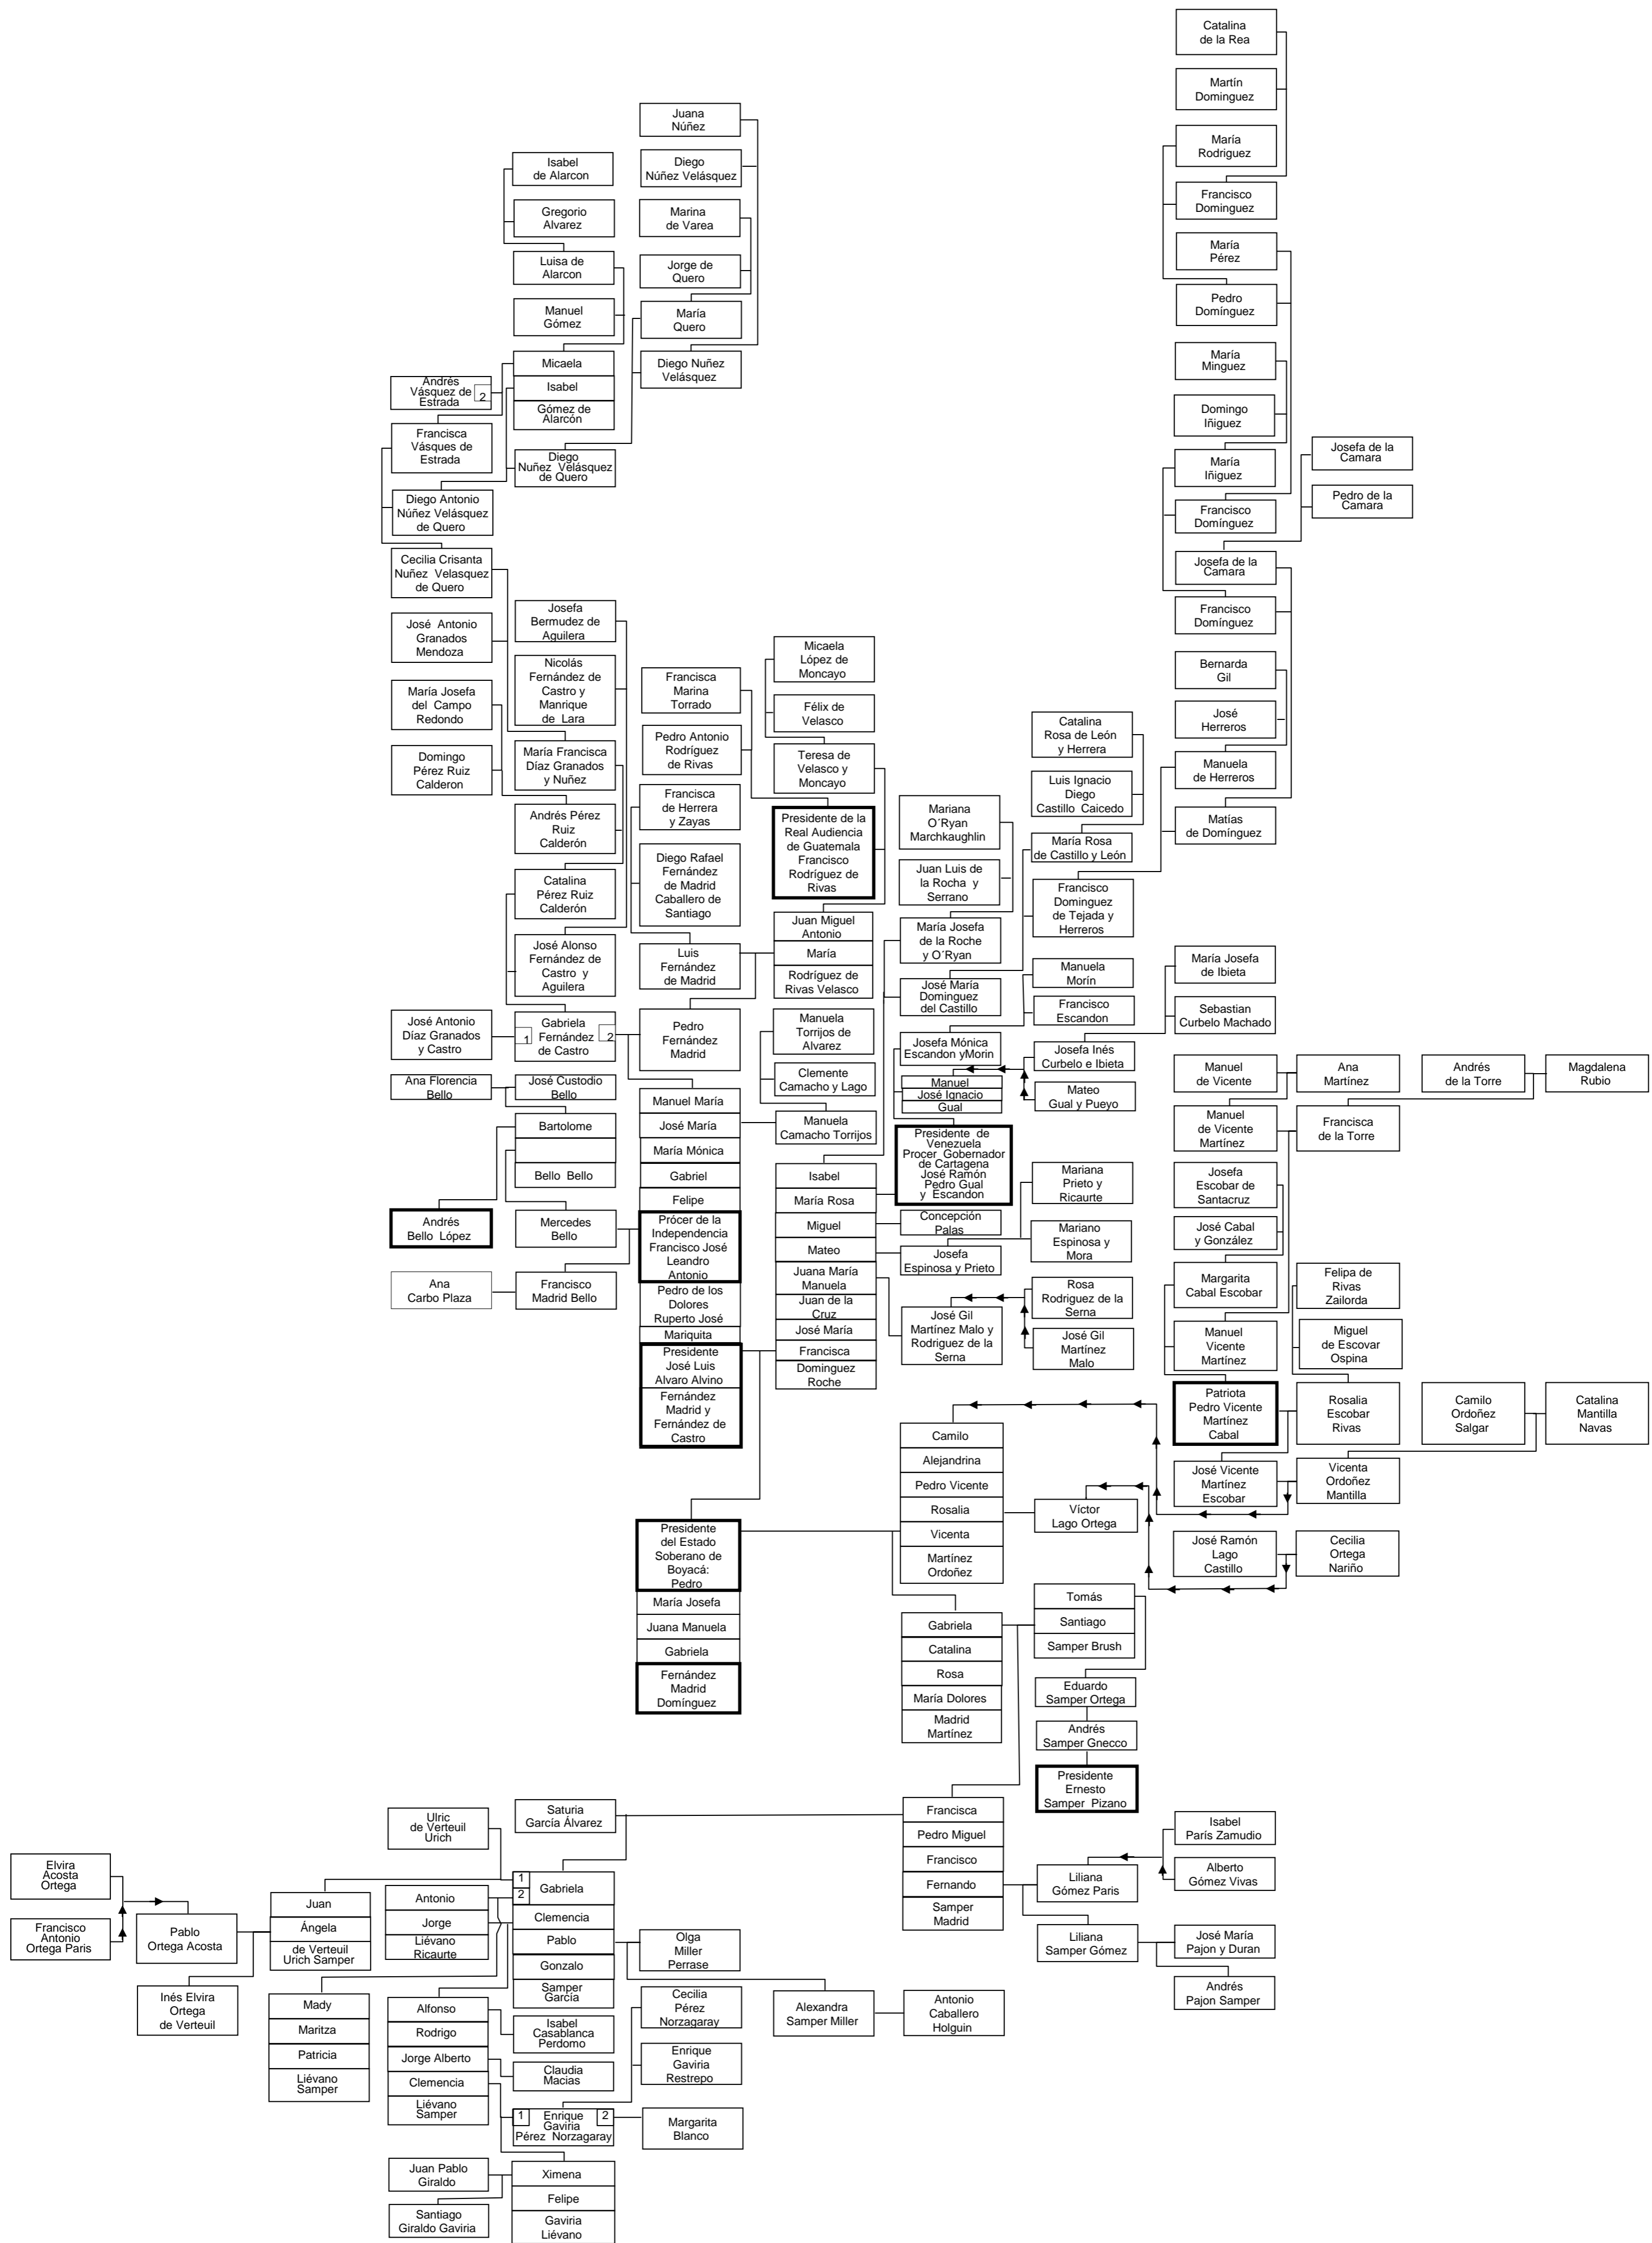 Catalina
de la Rea
Martín
Dominguez
Juana
Núñez
María
Rodriguez
Isabel
de Alarcon
Diego
Núñez Velásquez
Francisco
Dominguez
Gregorio
Alvarez
Marina
de Varea
María
Pérez
Luisa de
Alarcon
Jorge de
Quero
Pedro
Domínguez
Manuel
Gómez
María
Quero
María
Minguez
Micaela
Isabel
Gómez de
Alarcón
Diego Nuñez
Velásquez
Andrés
Vásquez de
Estrada
2
Domingo
Iñiguez
Francisca
Vásques de
Estrada
Diego
Nuñez Velásquez
de Quero
María
Iñiguez
Josefa de la
Camara
Diego Antonio
Núñez Velásquez
de Quero
Francisco
Domínguez
Pedro de la
Camara
Cecilia Crisanta
Nuñez Velasquez
de Quero
Josefa de la
Camara
José Antonio
Granados
Mendoza
Josefa
Bermudez de
Aguilera
Francisco
Domínguez
María Josefa
del Campo
Redondo
Nicolás
Fernández de
Castro y
Manrique
de Lara
Francisca
Marina
Torrado
Micaela
López de
Moncayo
Bernarda
Gil
Félix de
Velasco
José
Herreros
Domingo
Pérez Ruiz
Calderon
María Francisca
Díaz Granados
y Nuñez
Pedro Antonio
Rodríguez
de Rivas
Teresa de
Velasco y
Moncayo
Catalina
Rosa de León
y Herrera
Manuela
de Herreros
Andrés Pérez
Ruiz
Calderón
Francisca
de Herrera
y Zayas
Presidente de la
Real Audiencia
de Guatemala
Francisco
Rodríguez de
Rivas
Mariana
O´Ryan
Marchkaughlin
Luis Ignacio
Diego
Castillo Caicedo
Matías
de Domínguez
María Rosa
de Castillo y León
Catalina
Pérez Ruiz
Calderón
Diego Rafael
Fernández
de Madrid
Caballero de
Santiago
Juan Luis de
la Rocha y
Serrano
Francisco
Dominguez
de Tejada y
Herreros
José Alonso
Fernández de
Castro y
Aguilera
Luis
Fernández
de Madrid
Juan Miguel
Antonio
María
Rodríguez de
Rivas Velasco
María Josefa
de la Roche
y O´Ryan
Manuela
Morín
María Josefa
de Ibieta
José María
Dominguez
del Castillo
Francisco
Escandon
Sebastian
Curbelo Machado
José Antonio
Díaz Granados
y Castro
1
Gabriela
Fernández
de Castro
2
Pedro
Fernández
Madrid
Manuela
Torrijos de
Alvarez
Josefa Mónica
Escandon yMorin
Josefa Inés
Curbelo e Ibieta
Manuel
de Vicente
Ana
Martínez
Andrés
de la Torre
Magdalena
Rubio
Ana Florencia
Bello
José Custodio
Bello
Clemente
Camacho y Lago
Manuel
José Ignacio
Gual
Mateo
Gual y Pueyo
Bartolome
Bello Bello
Manuel María
José María
María Mónica
Gabriel
Felipe
Prócer de la
Independencia
Francisco José
Leandro
Antonio
Pedro de los
Dolores
Ruperto José
Mariquita
Presidente
José Luis
Alvaro Alvino
Fernández
Madrid y
Fernández de
Castro
Manuela
Camacho Torrijos
Presidente de
Venezuela
Procer Gobernador
de Cartagena
José Ramón
Pedro Gual
y Escandon
Manuel
de Vicente
Martínez
Francisca
de la Torre
Andrés
Bello López
Mercedes
Bello
Isabel
María Rosa
Miguel
Mateo
Juana María
Manuela
Juan de la
Cruz
José María
Francisca
Dominguez
Roche
Concepción
Palas
Josefa
Espinosa y Prieto
Mariana
Prieto y
Ricaurte
Mariano
Espinosa y
Mora
Josefa
Escobar de
Santacruz
José Cabal
y González
Ana
Carbo Plaza
Francisco
Madrid Bello
José Gil
Martínez Malo y
Rodriguez de la
Serna
Rosa
Rodriguez de la
Serna
José Gil
Martínez
Malo
Margarita
Cabal Escobar
Felipa de
Rivas
Zailorda
Manuel
Vicente
Martínez
Miguel
de Escovar
Ospina
Patriota
Pedro Vicente
Martínez
Cabal
Rosalia
Escobar
Rivas
Camilo
Ordoñez
Salgar
Catalina
Mantilla
Navas
Camilo
Alejandrina
Pedro Vicente
Rosalia
Vicenta
Martínez
Ordoñez
Víctor
Lago Ortega
José Vicente
Martínez
Escobar
Vicenta
Ordoñez
Mantilla
Presidente
del Estado
Soberano de
Boyacá:
Pedro
María Josefa
Juana Manuela
Gabriela
Fernández
Madrid
Domínguez
José Ramón
Lago
Castillo
Cecilia
Ortega
Nariño
Gabriela
Catalina
Rosa
María Dolores
Madrid
Martínez
Tomás
Santiago
Samper Brush
Eduardo
Samper Ortega
Andrés
Samper Gnecco
Presidente
Ernesto
Samper Pizano
Ulric
de Verteuil
Urich
Saturia
García Álvarez
Francisca
Pedro Miguel
Francisco
Fernando
Samper
Madrid
Isabel
París Zamudio
Elvira
Acosta
Ortega
Liliana
Gómez Paris
Alberto
Gómez Vivas
Francisco
Antonio
Ortega Paris
Pablo
Ortega Acosta
Juan
Ángela
de Verteuil
Urich Samper
Antonio
Jorge
Liévano
Ricaurte
1
2
Gabriela
Clemencia
Pablo
Gonzalo
Samper
García
Olga
Miller
Perrase
Liliana
Samper Gómez
José María
Pajon y Duran
Inés Elvira
Ortega
de Verteuil
Andrés
Pajon Samper
Mady
Maritza
Patricia
Liévano
Samper
Alfonso
Rodrigo
Jorge Alberto
Clemencia
Liévano
Samper
Isabel
Casablanca
Perdomo
Claudia
Macias
Cecilia
Pérez
Norzagaray
Enrique
Gaviria
Restrepo
Alexandra
Samper Miller
Antonio
Caballero
Holguin
1
Enrique
Gaviria
Pérez Norzagaray
2
Margarita
Blanco
Juan Pablo
Giraldo
Ximena
Felipe
Gaviria
Liévano
Santiago
Giraldo Gaviria